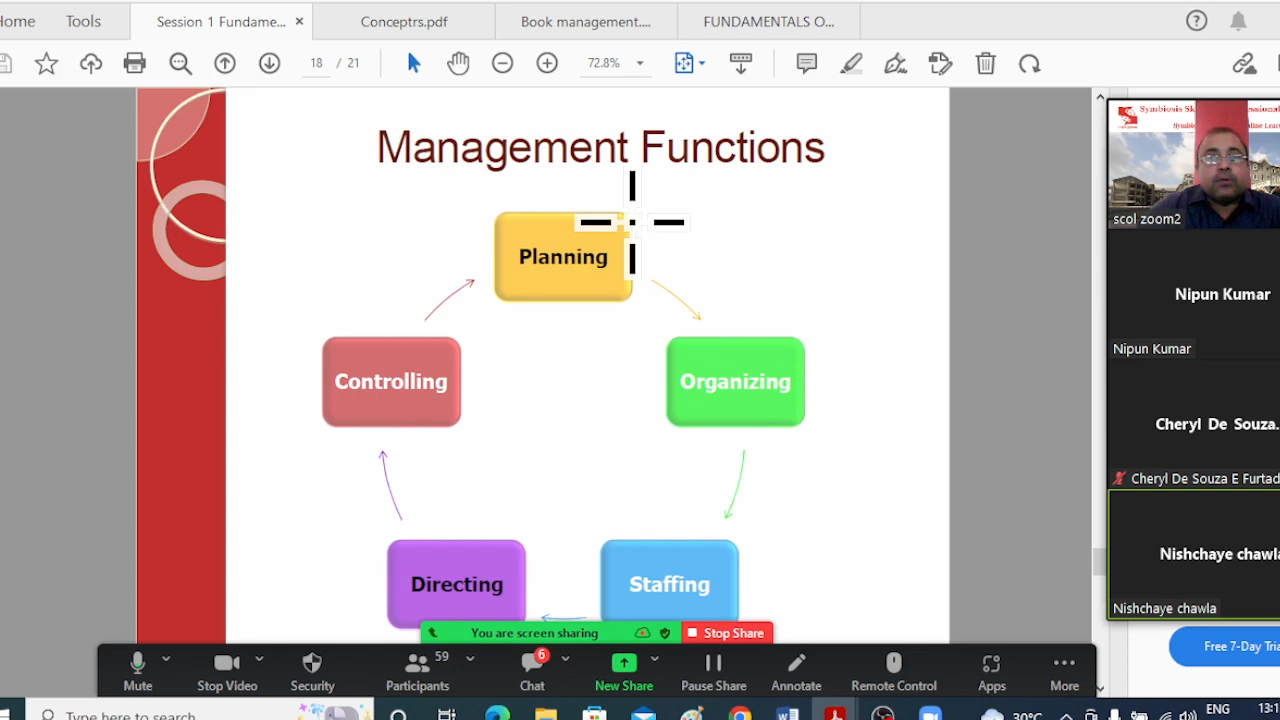 Home Tools Session 1 Fundame... × Conceptrs.pdf Book management.... FUNDAMENTALS O...
18 / 21 72.8%
Management Functions
Planning
Controlling
Organizing
Directing
Staffing
Symbiosis
scol zoom2
Nipun Kumar
Nipun Kumar
Cheryl De Souza.
Cheryl De Souza E Furtad
Nishchaye chawla
Nishchaye chawla
Free 7-Day Tria
You are screen sharing Stop Share
59 6
Mute Stop Video Security Participants Chat New Share Pause Share Annotate Remote Control Apps More
Type here to search 30°C ENG 13:1